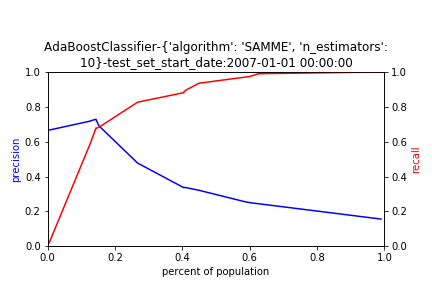 AdaBoostClassifier-{'algorithm': 'SAMME', 'n_estimators':
10}-test_set_start_date:2007-01-01 00:00:00
1.0
0.8
0.6
0.4
0.2
0.0
precision
1.0
0.8
0.6
0.4
0.2
0.0
recall
0.0 0.2 0.4 0.6 0.8 1.0
percent of population